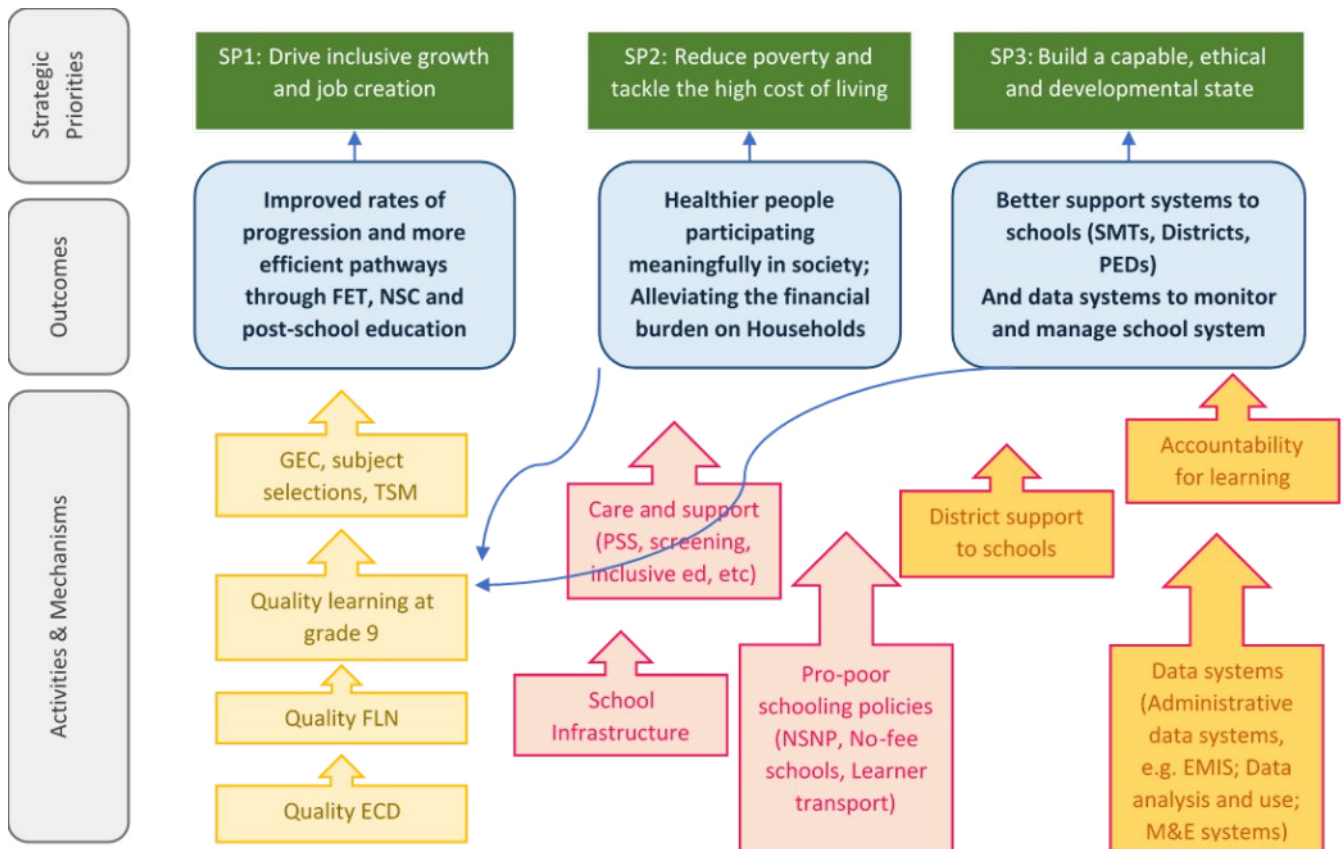 Strategic
Priorities
SP1: Drive inclusive growth
and job creation
SP2: Reduce poverty and
tackle the high cost of living
SP3: Build a capable, ethical
and developmental state
Outcomes
Improved rates of
progression and more
efficient pathways
through FET, NSC and
post-school education
Healthier people
participating
meaningfully in society;
Alleviating the financial
burden on Households
Better support systems to
schools (SMTs, Districts,
PEDs)
And data systems to monitor
and manage school system
Activities & Mechanisms
GEC, subject
selections, TSM
Quality learning at
grade 9
Quality FLN
Quality ECD
Care and support
(PSS, screening,
inclusive ed, etc)
School
Infrastructure
Pro-poor
schooling policies
(NSNP, No-fee
schools, Learner
transport)
District support
to schools
Accountability
for learning
Data systems
(Administrative
data systems,
e.g. EMIS; Data
analysis and use;
M&E systems)